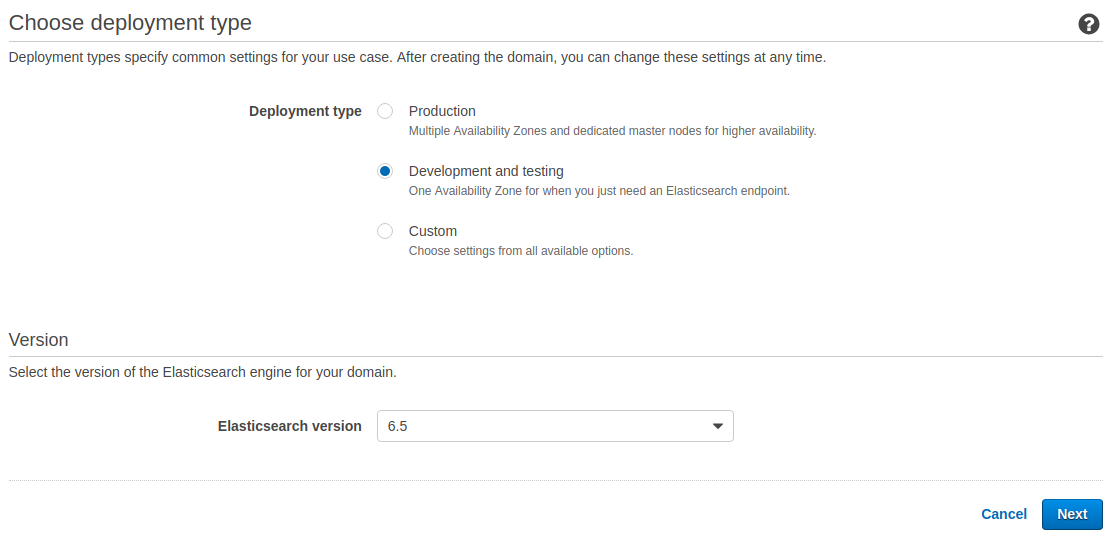 Choose deployment type
?
Deployment types specify common settings for your use case. After creating the domain, you can change these settings at any time.
Deployment type
Production
Multiple Availability Zones and dedicated master nodes for higher availability.
Development and testing
One Availability Zone for when you just need an Elasticsearch endpoint.
Custom
Choose settings from all available options.
Version
Select the version of the Elasticsearch engine for your domain.
Elasticsearch version
6.5
Cancel
Next